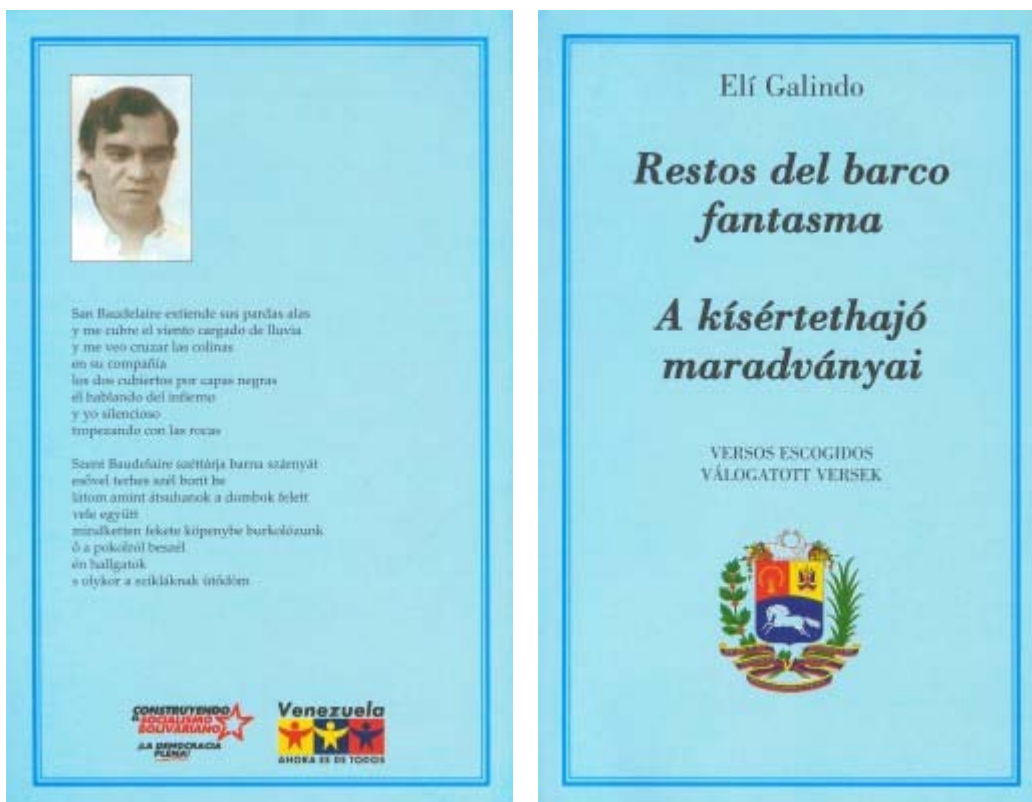 San Baudelaire extiende sus pardas alas
y me cubre el viento cargado de lluvia
y me veo cruzar las colinas
en su compañía
los dos cubiertos por capas negras
él hablando del infierno
y yo silencioso
tropezando con las rocas
Szent Baudelaire széttárja barna szárnyát
esővel terhes szél borít be
látom amint átsuhanok a dombok felett
vele együtt
mindketten fekete köpenybe burkolózunk
ő a pokolról beszél
én hallgatok
s olykor a szikláknak ütődöm
CONSTRUYENDO
el SOCIALISMO
BOLIVARIANO
¡LA DEMOCRACIA
PLENA!
Venezuela
AHORA ES DE TODOS
Elí Galindo
Restos del barco
fantasma
A kísértethajó
maradványai
VERSOS ESCOGIDOS
VÁLOGATOTT VERSEK